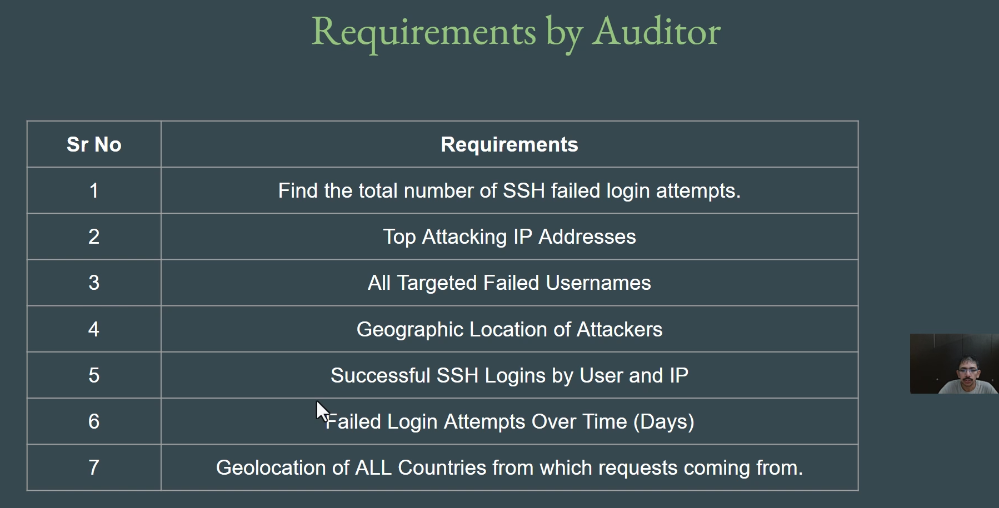 Requirements by Auditor
Sr No Requirements
1 Find the total number of SSH failed login attempts.
2 Top Attacking IP Addresses
3 All Targeted Failed Usernames
4 Geographic Location of Attackers
5 Successful SSH Logins by User and IP
6 Failed Login Attempts Over Time (Days)
7 Geolocation of ALL Countries from which requests coming from.